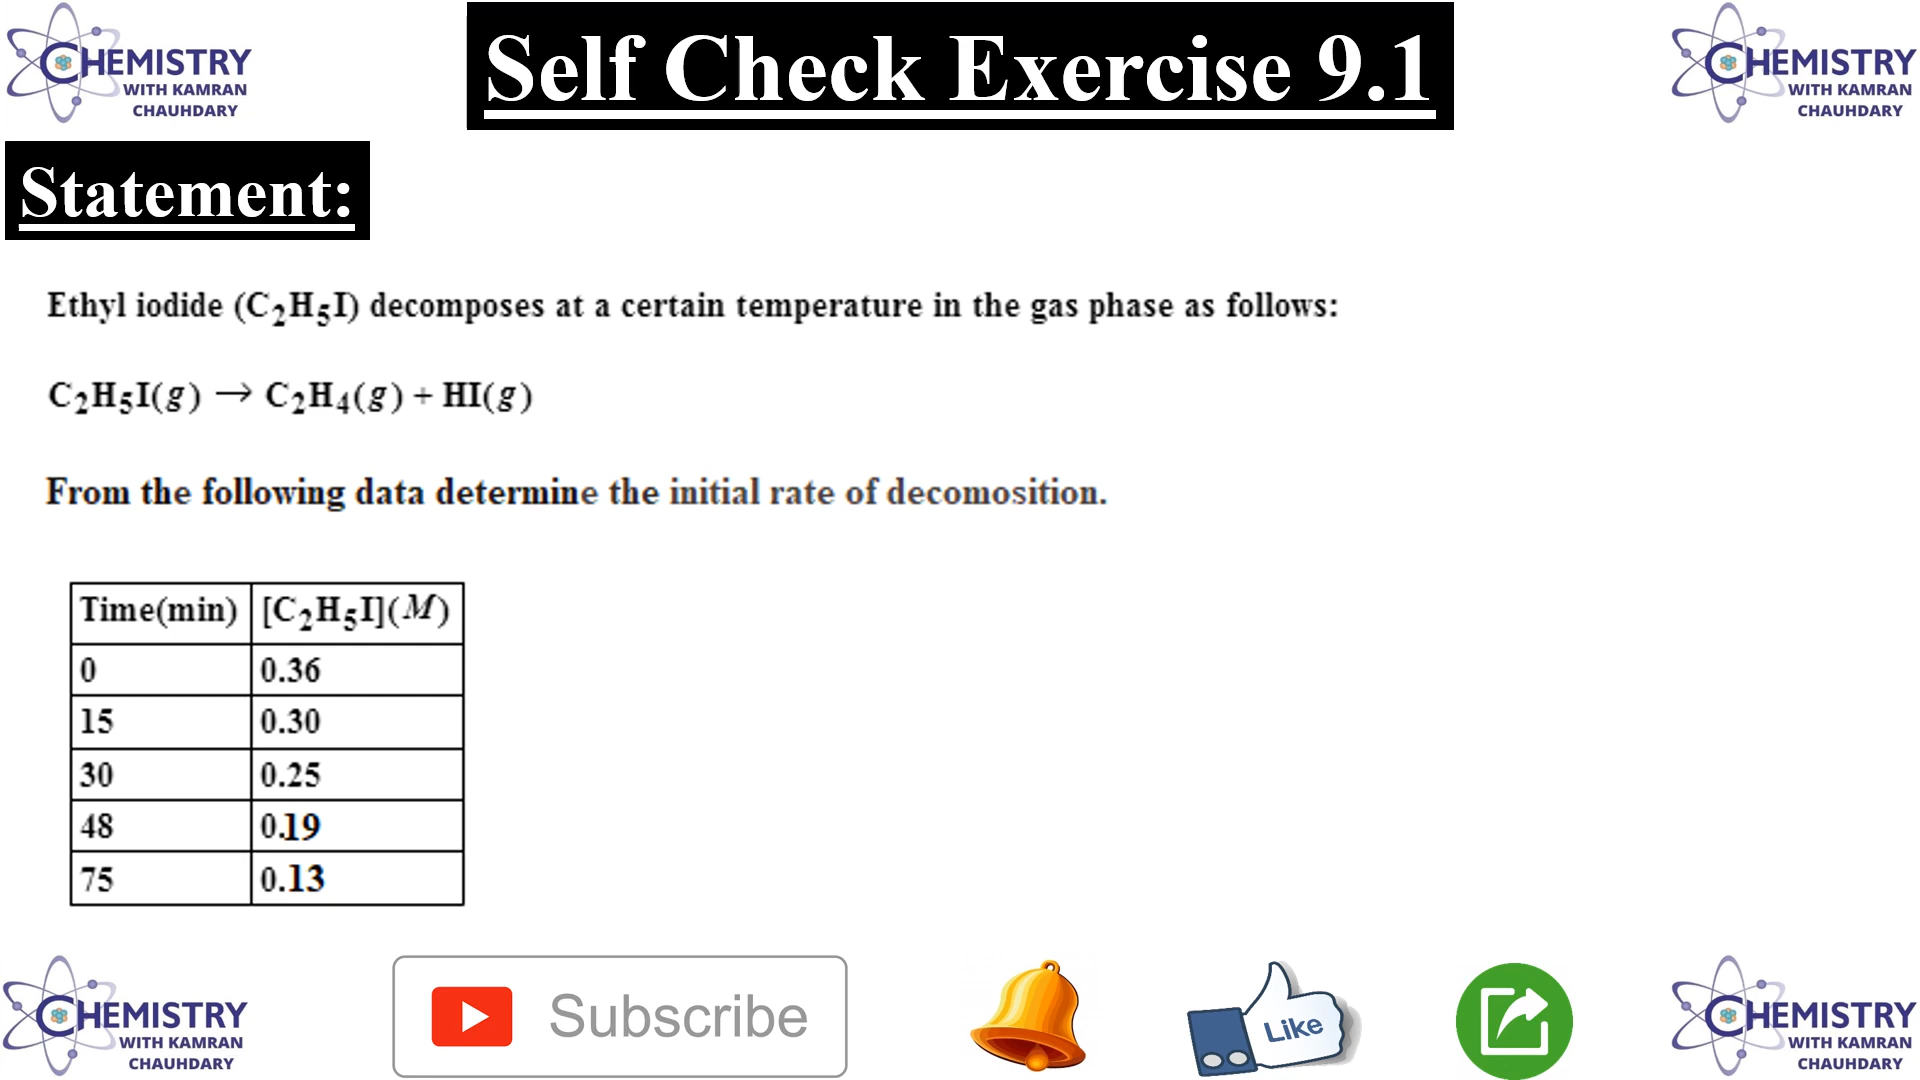 CHEMISTRY
WITH KAMRAN
CHAUHDARY
Self Check Exercise 9.1
CHEMISTRY
WITH KAMRAN
CHAUHDARY
Statement:
Ethyl iodide (C₂H₅I) decomposes at a certain temperature in the gas phase as follows:
C₂H₅I(g) → C₂H₄(g) + HI(g)
From the following data determine the initial rate of decomosition.
Time(min) [C₂H₅I](M)
0 0.36
15 0.30
30 0.25
48 0.19
75 0.13
CHEMISTRY
WITH KAMRAN
CHAUHDARY
Subscribe
Like
CHEMISTRY
WITH KAMRAN
CHAUHDARY